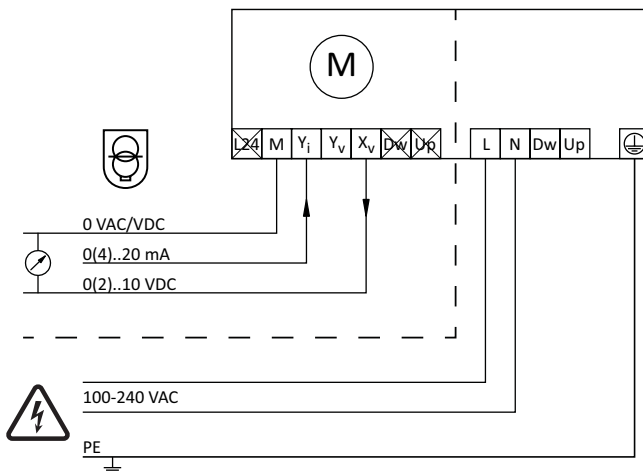 M
L24 M Yi Yv Xv Dw Up L N Dw Up
0 VAC/VDC
0(4)..20 mA
0(2)..10 VDC
100-240 VAC
PE